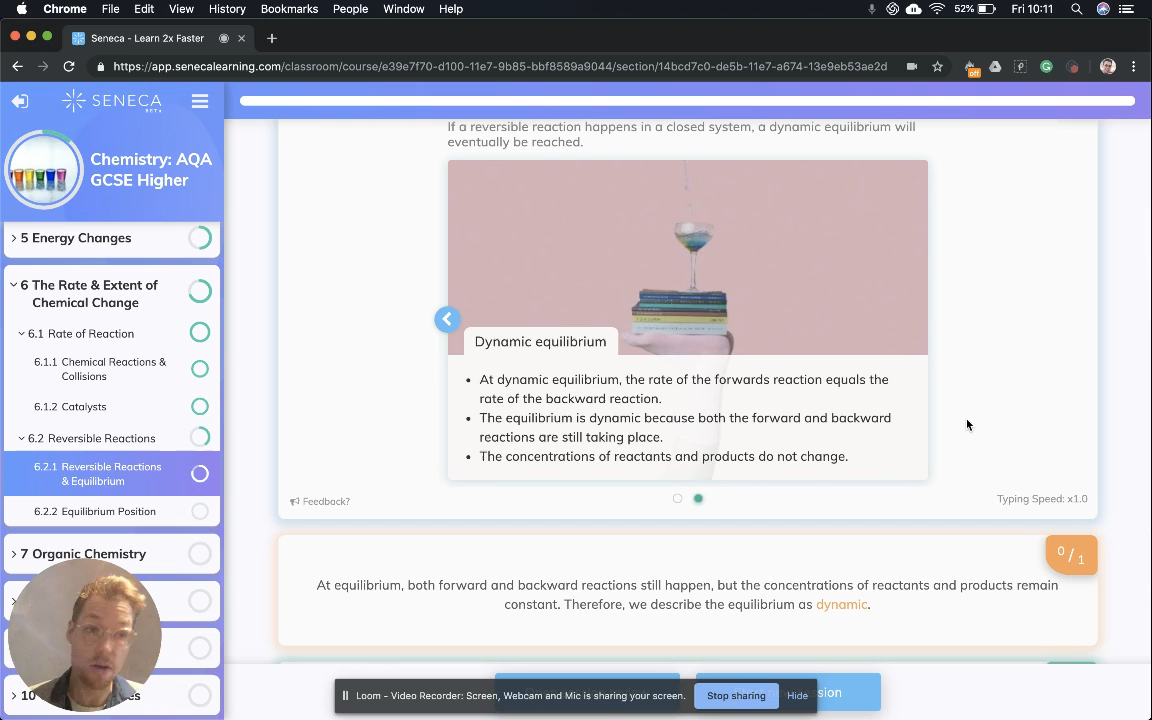 Chrome File Edit View History Bookmarks People Window Help 52% Fri 10:11
Seneca - Learn 2x Faster
https://app.senecalearning.com/classroom/course/e39e7f70-d100-11e7-9b85-bbf8589a9044/section/14bcd7c0-de5b-11e7-a674-13e9eb53ae2d
off
SENECA
BETA
Chemistry: AQA
GCSE Higher
5 Energy Changes
6 The Rate & Extent of
Chemical Change
6.1 Rate of Reaction
6.1.1 Chemical Reactions &
Collisions
6.1.2 Catalysts
6.2 Reversible Reactions
6.2.1 Reversible Reactions
& Equilibrium
6.2.2 Equilibrium Position
7 Organic Chemistry
10
If a reversible reaction happens in a closed system, a dynamic equilibrium will
eventually be reached.
Dynamic equilibrium
• At dynamic equilibrium, the rate of the forwards reaction equals the
rate of the backward reaction.
• The equilibrium is dynamic because both the forward and backward
reactions are still taking place.
• The concentrations of reactants and products do not change.
Feedback?
Typing Speed: x1.0
0 / 1
At equilibrium, both forward and backward reactions still happen, but the concentrations of reactants and products remain
constant. Therefore, we describe the equilibrium as dynamic.
Loom - Video Recorder: Screen, Webcam and Mic is sharing your screen. Stop sharing Hide